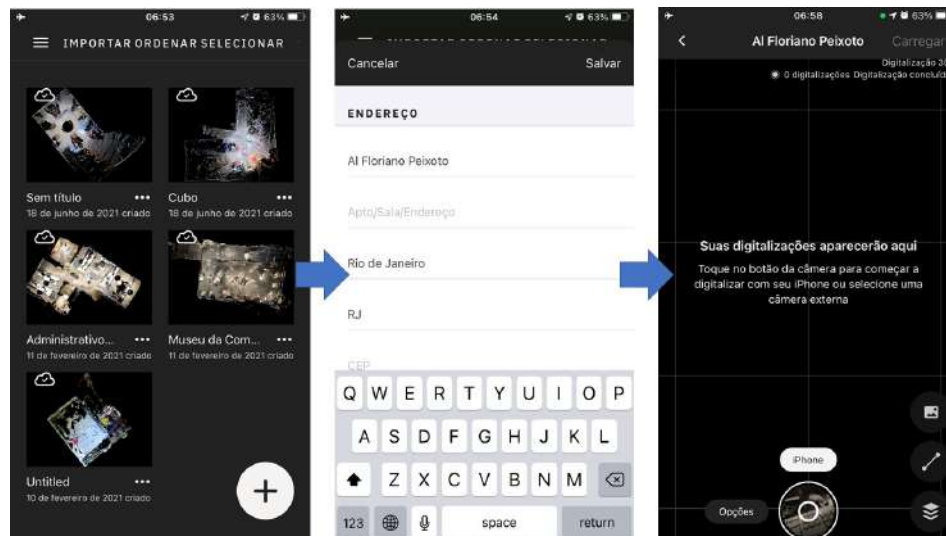 06:53
63%
IMPORTAR ORDENAR SELECIONAR
Sem título
18 de junho de 2021 criado
Cubo
18 de junho de 2021 criado
Administrativo...
11 de fevereiro de 2021 criado
Museu da Com...
11 de fevereiro de 2021 criado
Untitled
10 de fevereiro de 2021 criado
+
06:54
63%
Cancelar Salvar
ENDEREÇO
Al Floriano Peixoto
Apto/Sala/Endereço
Rio de Janeiro
RJ
CEP
Q W E R T Y U I O P
A S D F G H J K L
Z X C V B N M
123 space return
06:58
63%
Al Floriano Peixoto Carregar
Digitalização 3
0 digitalizações Digitalização concluíd
Suas digitalizações aparecerão aqui
Toque no botão da câmera para começar a
digitalizar com seu iPhone ou selecione uma
câmera externa
iPhone
Opções